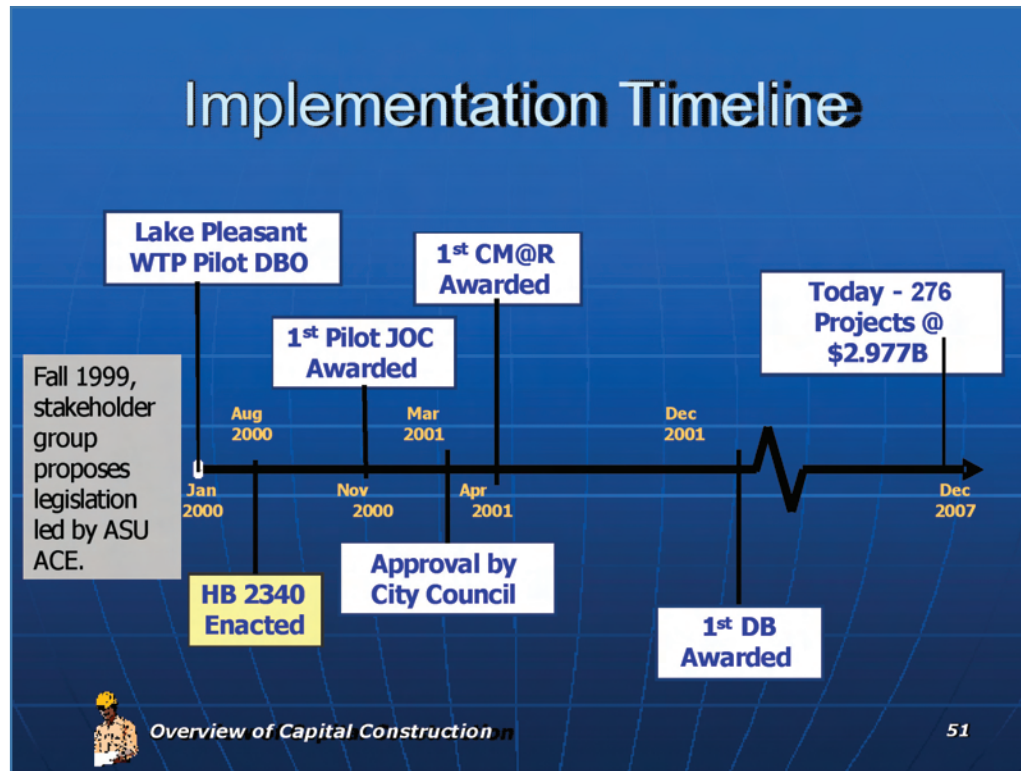 Implementation Timeline
Lake Pleasant
WTP Pilot DBO
1st CM@R
Awarded
Today - 276
Projects @
$2.977B
1st Pilot JOC
Awarded
Fall 1999,
stakeholder
group
proposes
legislation
led by ASU
ACE.
Aug
2000
Mar
2001
Dec
2001
Jan
2000
Nov
2000
Apr
2001
Dec
2007
HB 2340
Enacted
Approval by
City Council
1st DB
Awarded
Overview of Capital Construction
51